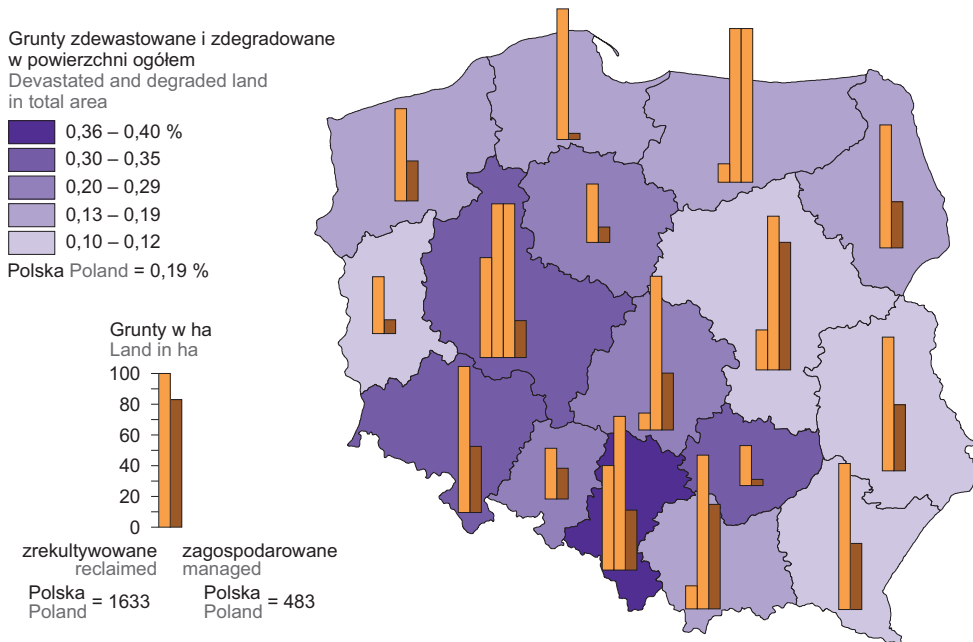 Grunty zdewastowane i zdegradowane
w powierzchni ogółem
Devastated and degraded land
in total area
0,36 – 0,40 %
0,30 – 0,35
0,20 – 0,29
0,13 – 0,19
0,10 – 0,12
Polska Poland = 0,19 %
Grunty w ha
Land in ha
100
80
60
40
20
0
zrekultywowane
reclaimed
zagospodarowane
managed
Polska
Poland = 1633
Polska
Poland = 483